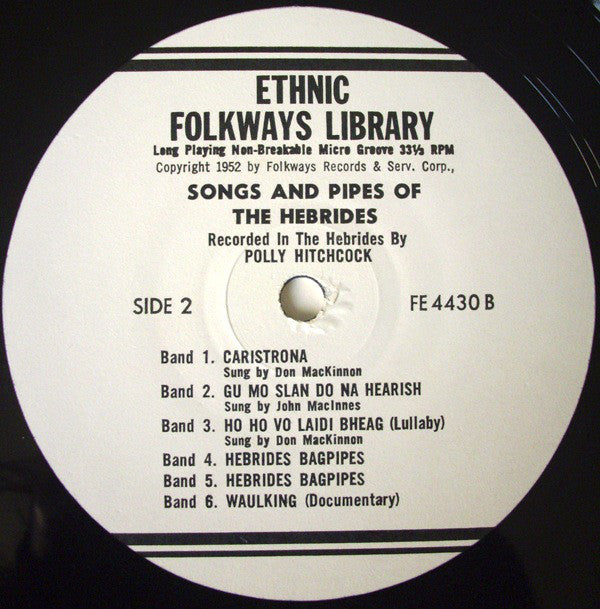 ETHNIC
FOLKWAYS LIBRARY
Long Playing Non-Breakable Micro Groove 33⅓ RPM
Copyright 1952 by Folkways Records & Serv. Corp.,
SONGS AND PIPES OF
THE HEBRIDES
Recorded In The Hebrides By
POLLY HITCHCOCK
SIDE 2
FE 4430 B
Band 1. CARISTRONA
Sung by Don MacKinnon
Band 2. GU MO SLAN DO NA HEARISH
Sung by John MacInnes
Band 3. HO HO VO LAIDI BHEAG (Lullaby)
Sung by Don MacKinnon
Band 4. HEBRIDES BAGPIPES
Band 5. HEBRIDES BAGPIPES
Band 6. WAULKING (Documentary)